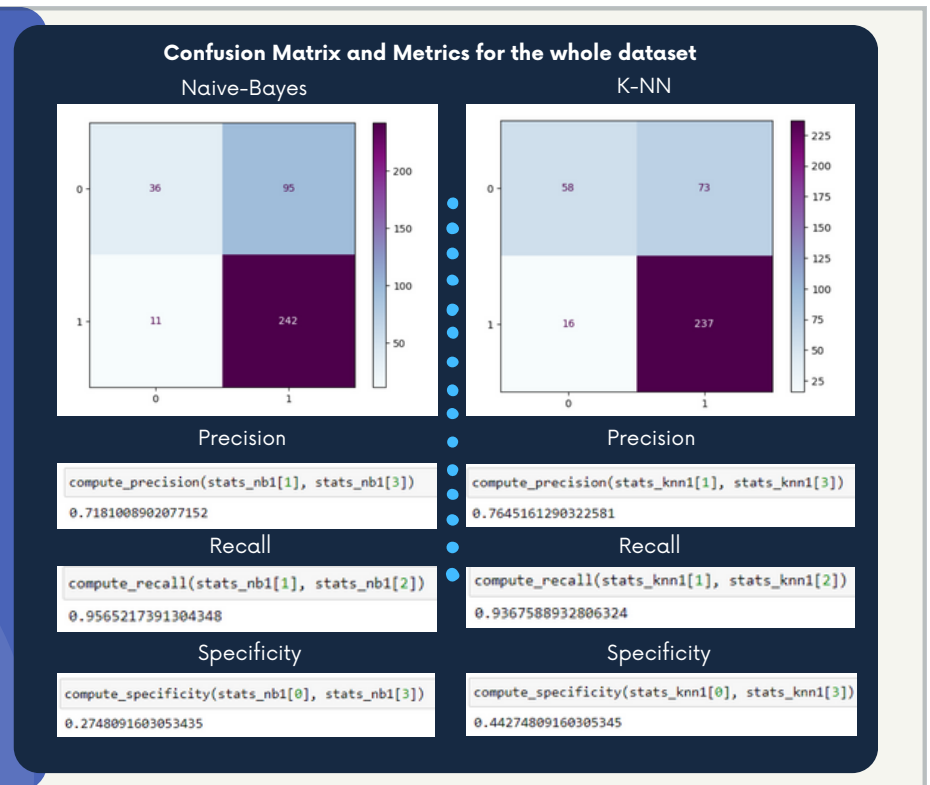 Confusion Matrix and Metrics for the whole dataset
Naive-Bayes
0
36
95
1
11
242
0
1
200
150
100
50
Precision
compute_precision(stats_nb1[1], stats_nb1[3])
0.7181008902077152
Recall
compute_recall(stats_nb1[1], stats_nb1[2])
0.9565217391304348
Specificity
compute_specificity(stats_nb1[0], stats_nb1[3])
0.2748091603053435
K-NN
0
58
73
1
16
237
0
1
225
200
175
150
125
100
75
50
25
Precision
compute_precision(stats_knn1[1], stats_knn1[3])
0.7645161290322581
Recall
compute_recall(stats_knn1[1], stats_knn1[2])
0.9367588932806324
Specificity
compute_specificity(stats_knn1[0], stats_knn1[3])
0.44274809160305345